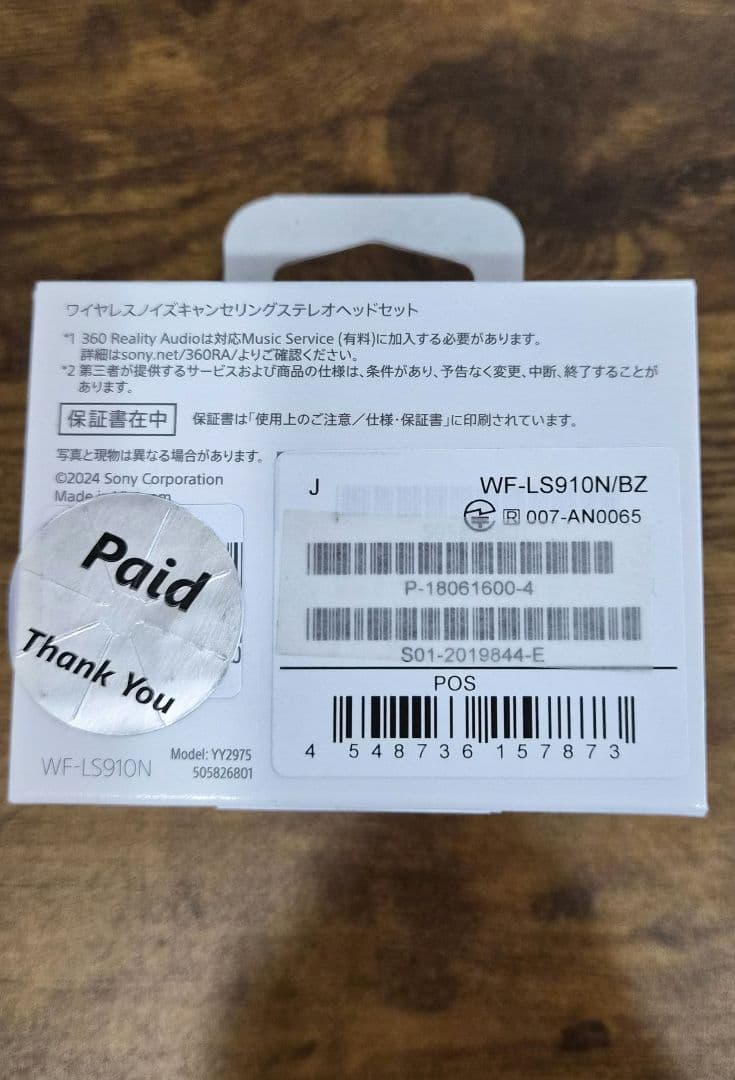 ワイヤレスノイズキャンセリングステレオヘッドセット
*1 360 Reality Audioは対応Music Service (有料)に加入する必要があります。
詳細はsony.net/360RA/よりご確認ください。
*2 第三者が提供するサービスおよび商品の仕様は、条件があり、予告なく変更、中断、終了することが
あります。
保証書在中 保証書は「使用上のご注意／仕様・保証書」に印刷されています。
写真と現物は異なる場合があります。
©2024 Sony Corporation
Made in
J WF-LS910N/BZ
R 007-AN0065
P-18061600-4
S01-2019844-E
POS
4 548736 157873
Paid
Thank You
WF-LS910N
Model: YY2975
505826801